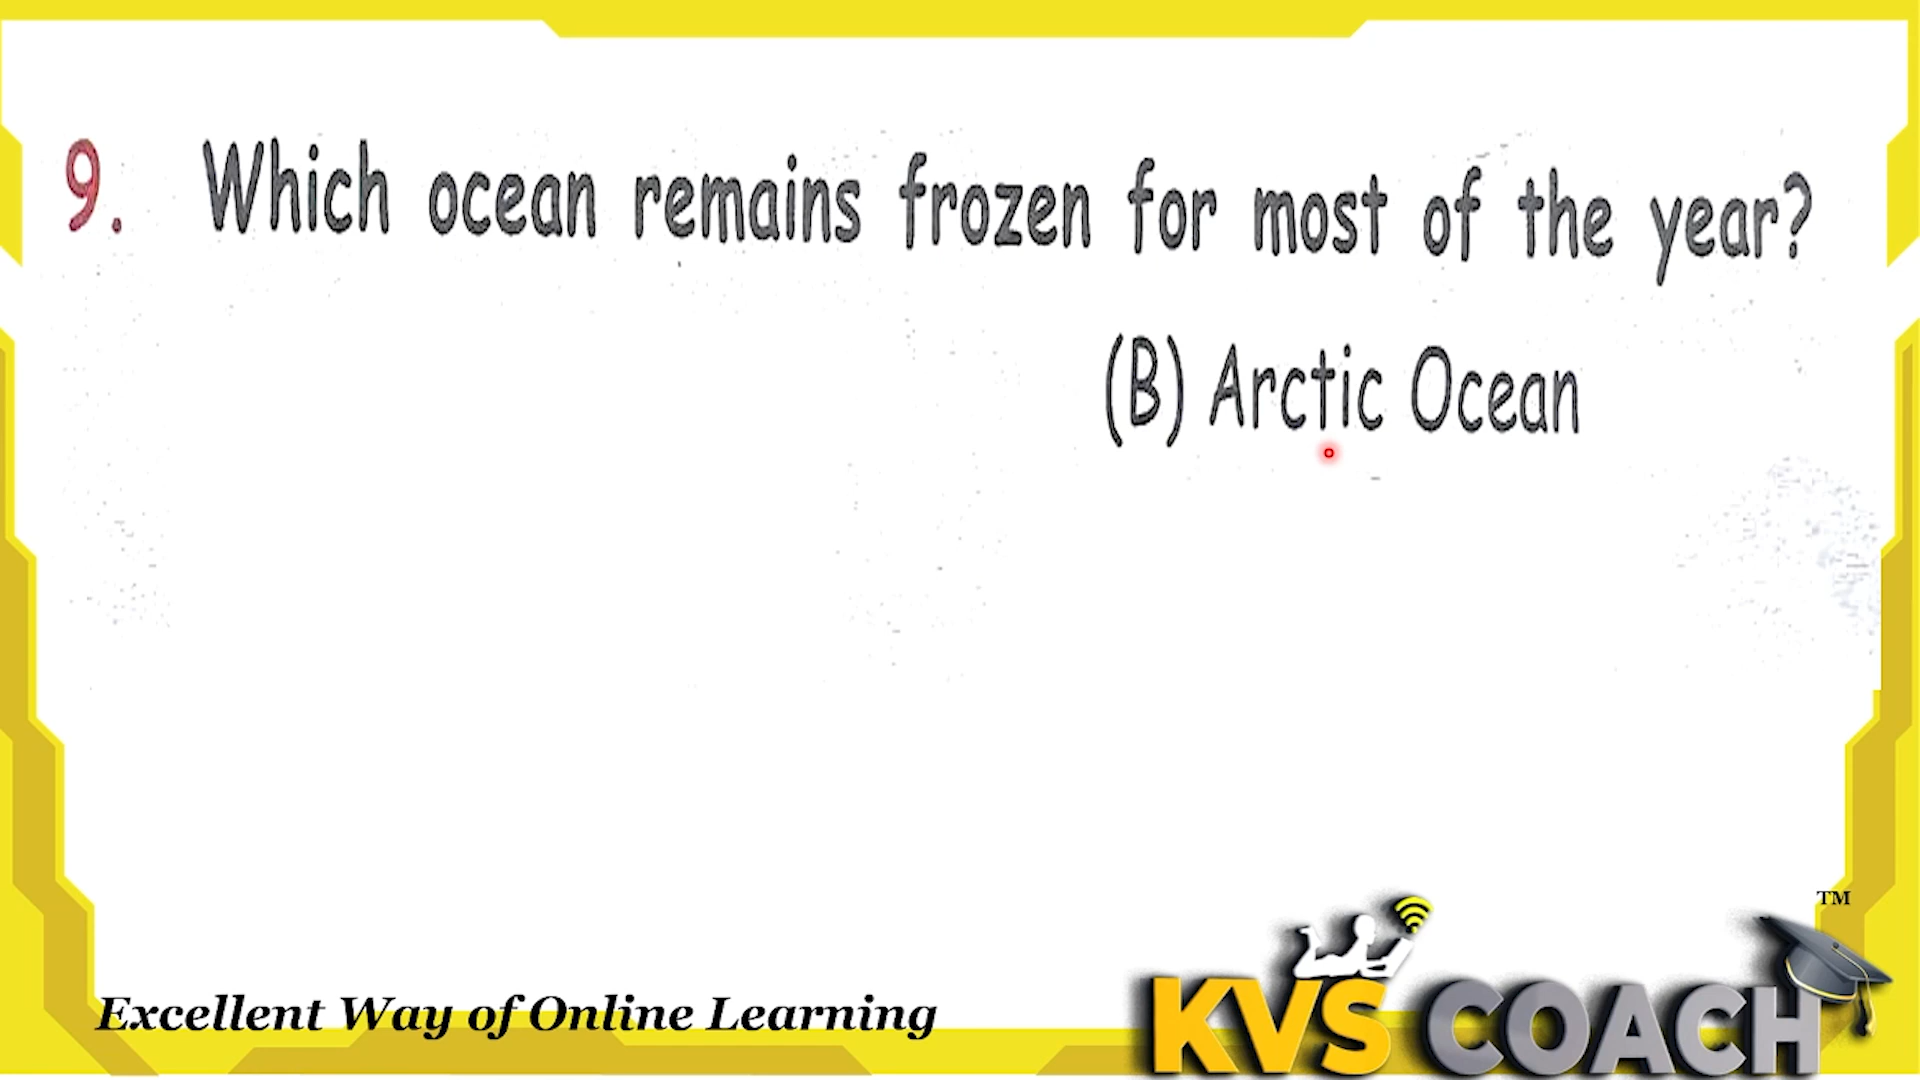 9. Which ocean remains frozen for most of the year?
(B) Arctic Ocean
TM
Excellent Way of Online Learning
KVS COACH